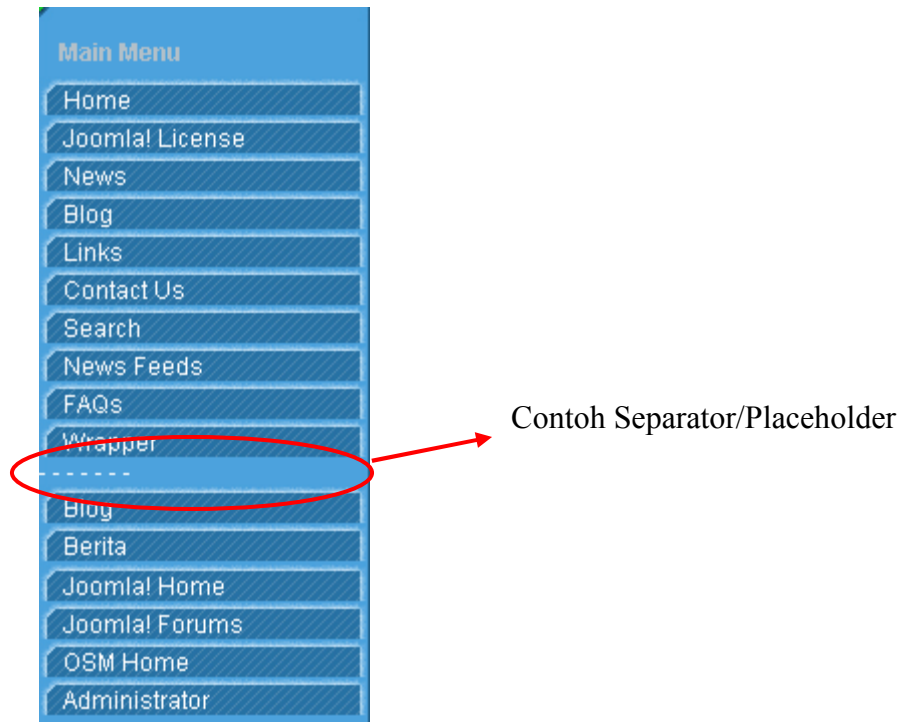 Main Menu
Home
Joomla! License
News
Blog
Links
Contact Us
Search
News Feeds
FAQs
Wrapper
Contoh Separator/Placeholder
- - - - - - -
Blog
Berita
Joomla! Home
Joomla! Forums
OSM Home
Administrator